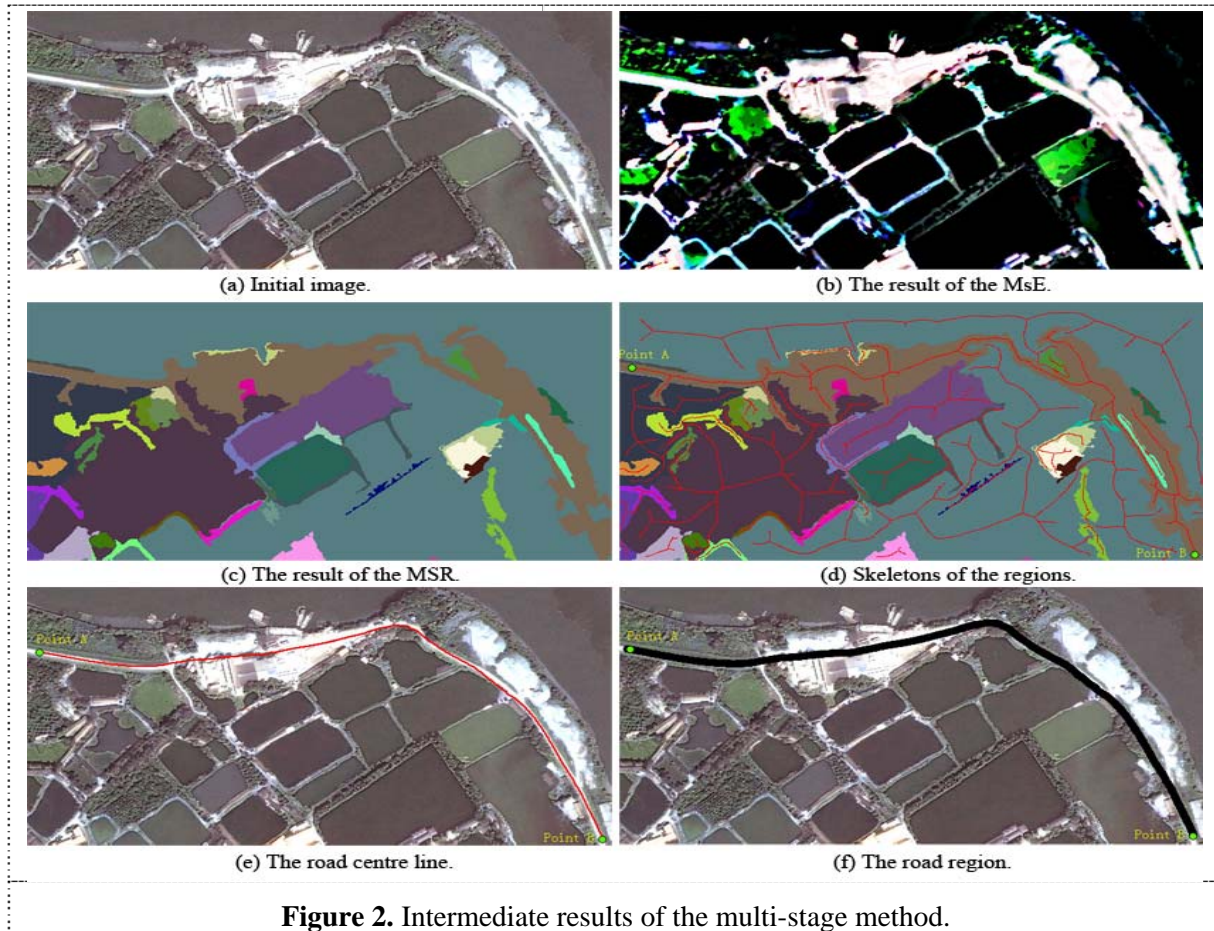 (a) Initial image.
(b) The result of the MsE.
(c) The result of the MSR.
Point A
Point B
(d) Skeletons of the regions.
Point A
Point B
(e) The road centre line.
Point A
Point B
(f) The road region.
Figure 2. Intermediate results of the multi-stage method.